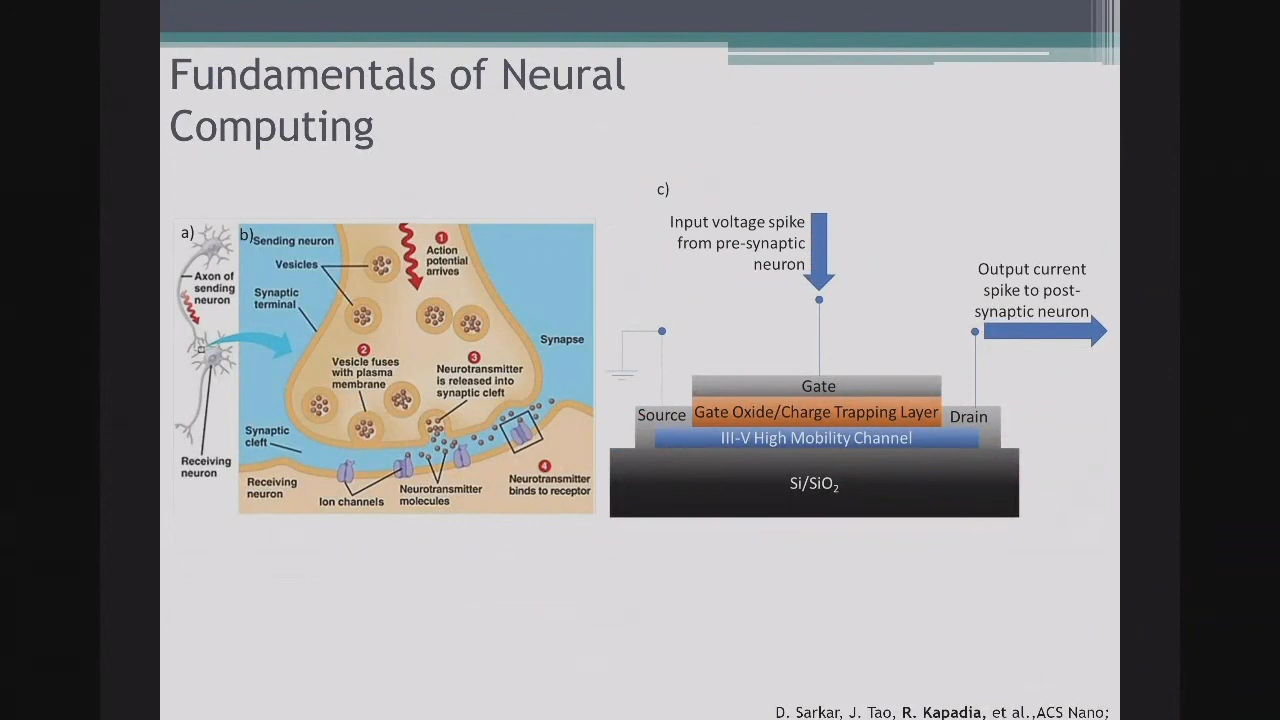 Fundamentals of Neural
Computing
a)
Axon of
sending
neuron
Receiving
neuron
b)
Sending neuron
Vesicles
Synaptic
terminal
1
Action
potential
arrives
2
Vesicle fuses
with plasma
membrane
3
Neurotransmitter
is released into
synaptic cleft
Synapse
Synaptic
cleft
Receiving
neuron
Ion channels
Neurotransmitter
molecules
4
Neurotransmitter
binds to receptor
c)
Input voltage spike
from pre-synaptic
neuron
Output current
spike to post-
synaptic neuron
Gate
Source
Gate Oxide/Charge Trapping Layer
Drain
III-V High Mobility Channel
Si/SiO₂
D. Sarkar, J. Tao, R. Kapadia, et al.,ACS Nano;